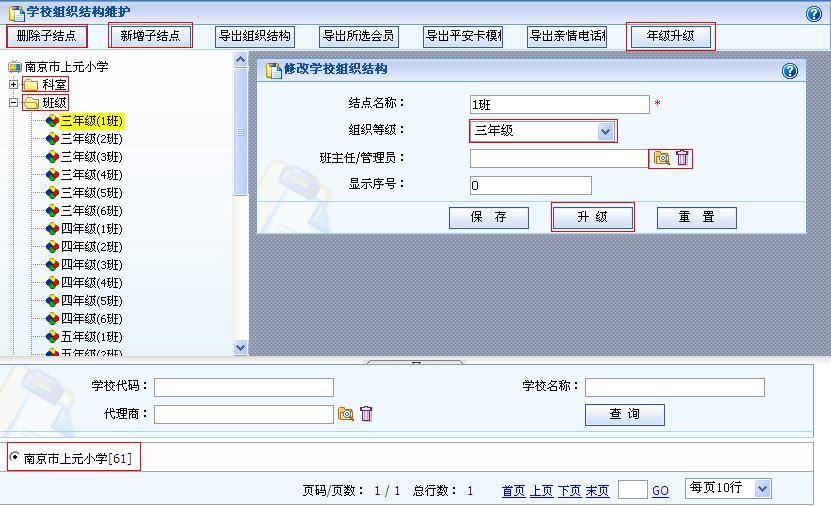 学校组织结构维护
删除子结点 新增子结点 导出组织结构 导出所选会员 导出平安卡模 导出亲情电话 年级升级
南京市上元小学
科室
班级
三年级(1班)
三年级(2班)
三年级(3班)
三年级(4班)
三年级(5班)
三年级(6班)
四年级(1班)
四年级(2班)
四年级(3班)
四年级(4班)
四年级(5班)
四年级(6班)
五年级(1班)
五年级(2班)
修改学校组织结构
结点名称： 1班 *
组织等级： 三年级
班主任/管理员：
显示序号： 0
保 存 升 级 重 置
学校代码： 学校名称：
代理商： 查 询
南京市上元小学[61]
页码/页数： 1 / 1 总行数： 1 首页 上页 下页 末页 GO 每页10行